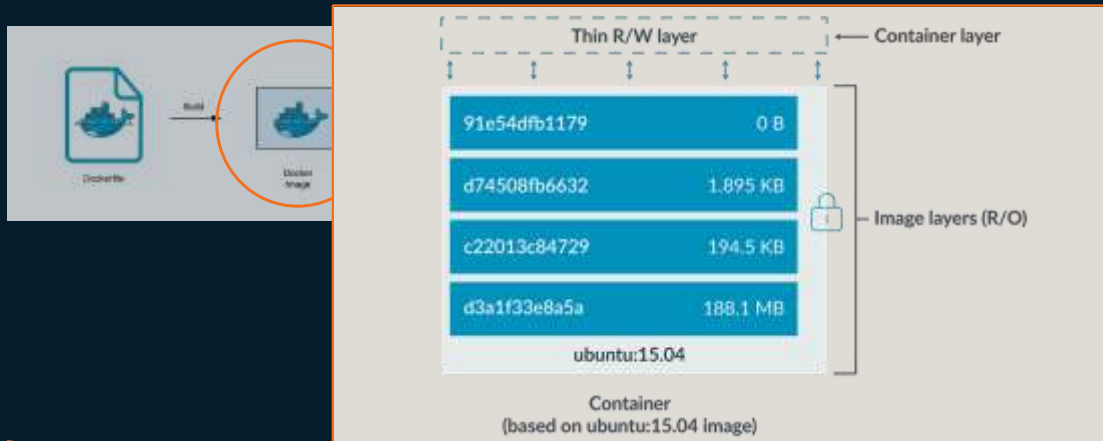 Build
Dockerfile
Docker
Image
Thin R/W layer
Container layer
91e54dfb1179 0 B
d74508fb6632 1.895 KB
c22013c84729 194.5 KB
d3a1f33e8a5a 188.1 MB
Image layers (R/O)
ubuntu:15.04
Container
(based on ubuntu:15.04 image)